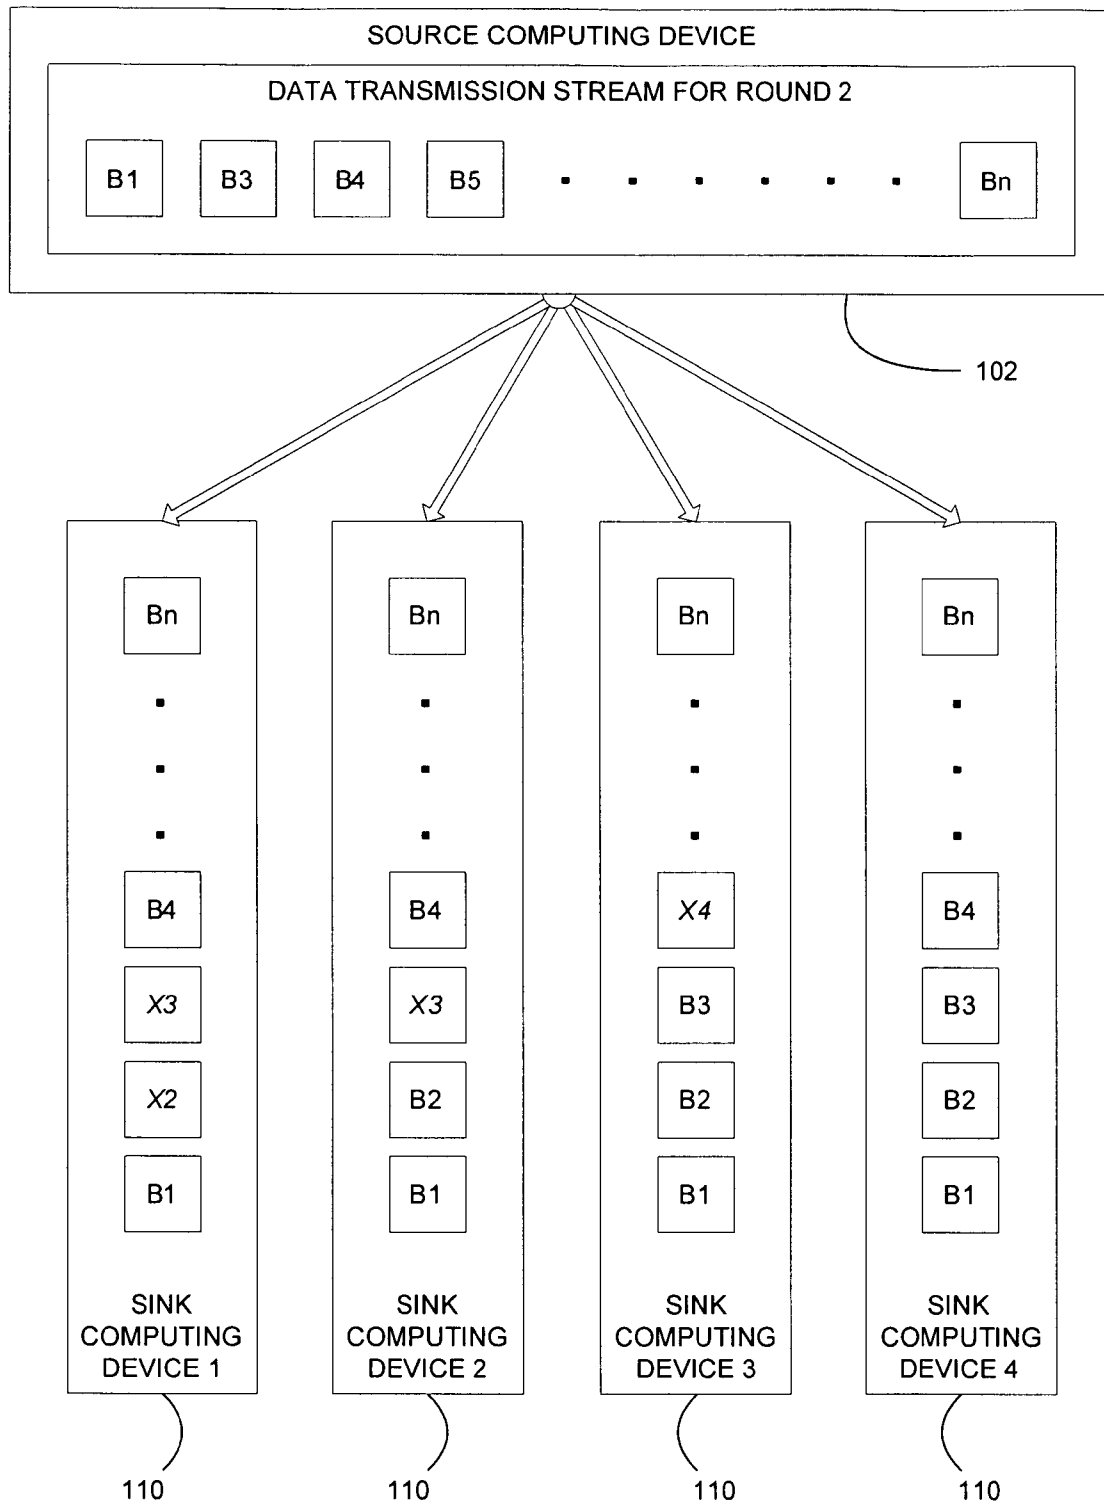 SOURCE COMPUTING DEVICE
DATA TRANSMISSION STREAM FOR ROUND 2
B1 B3 B4 B5 Bn
102
Bn Bn Bn Bn
B4 B4 X4 B4
X3 X3 B3 B3
X2 B2 B2 B2
B1 B1 B1 B1
SINK COMPUTING DEVICE 1
SINK COMPUTING DEVICE 2
SINK COMPUTING DEVICE 3
SINK COMPUTING DEVICE 4
110 110 110 110